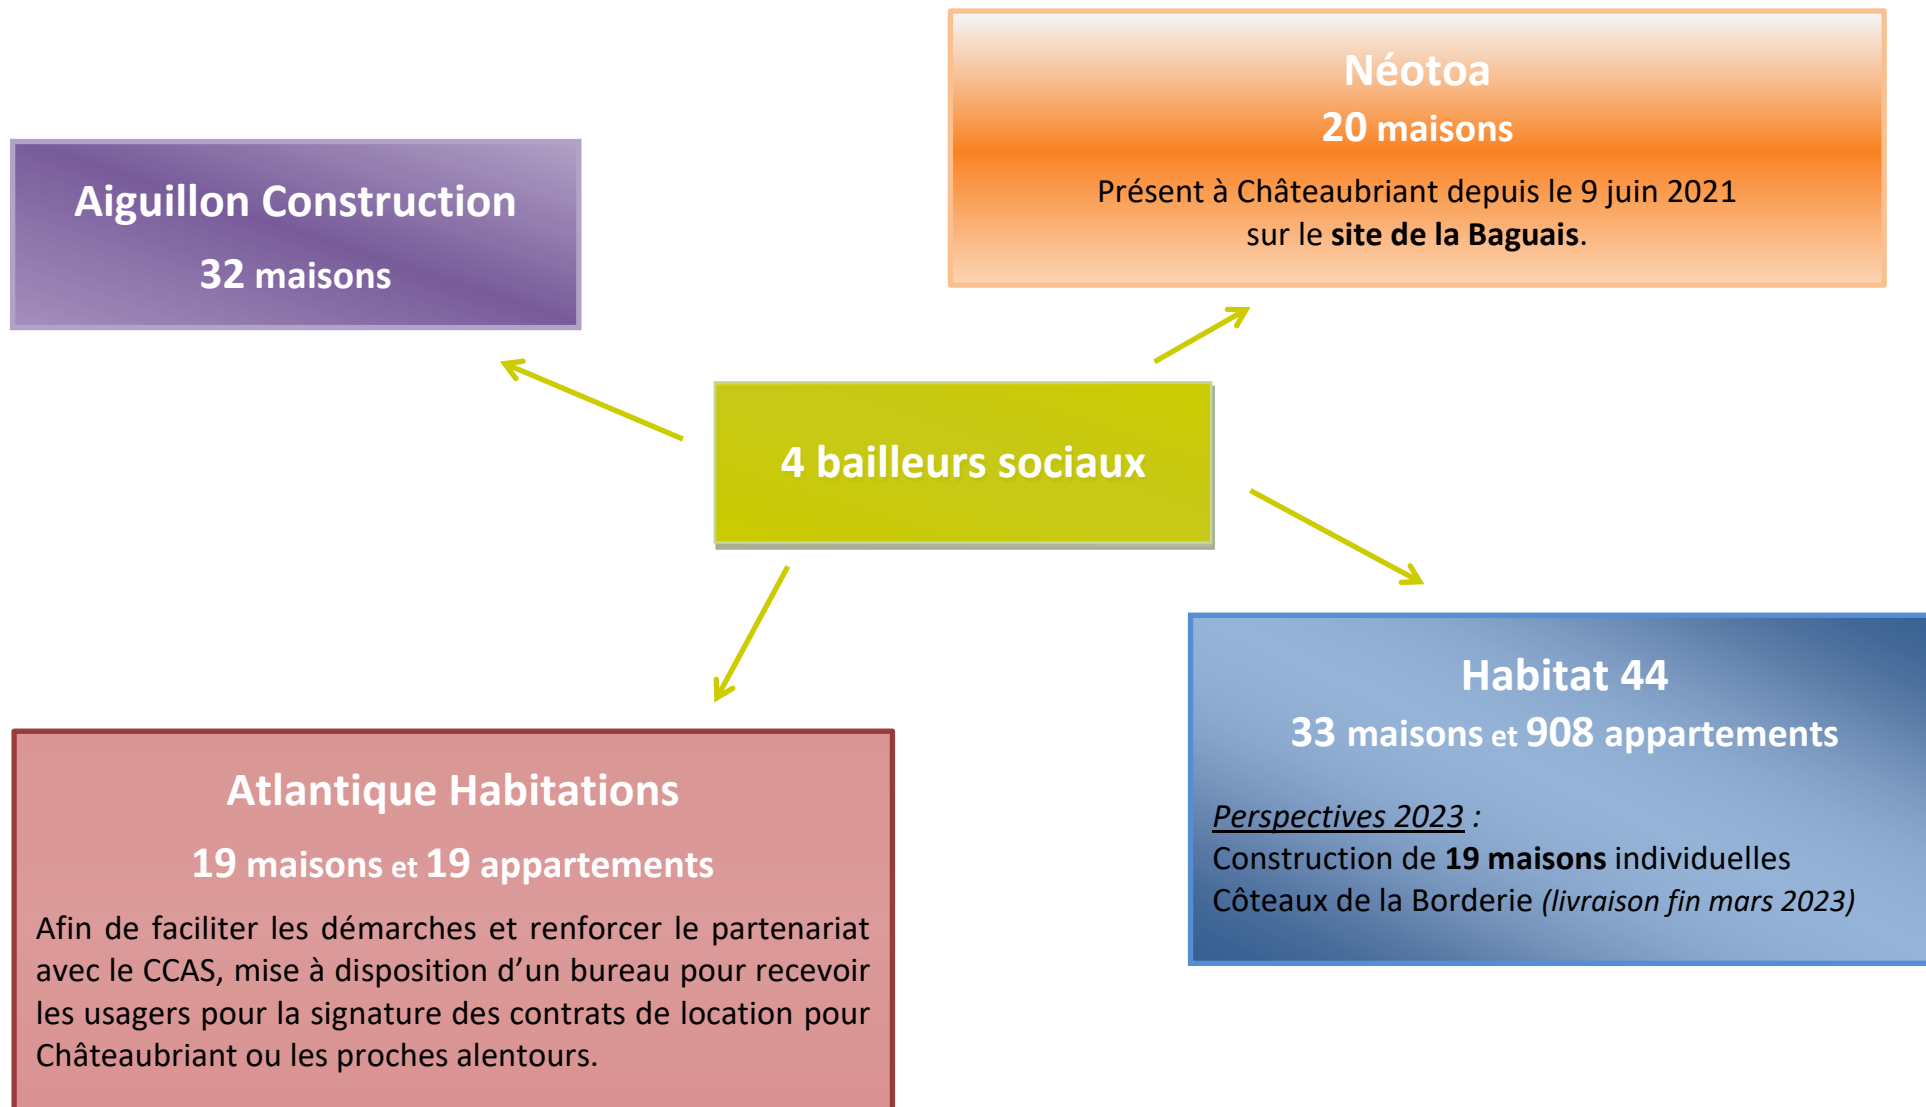 Néotoa
20 maisons
Présent à Châteaubriant depuis le 9 juin 2021
sur le site de la Baguais.
Aiguillon Construction
32 maisons
4 bailleurs sociaux
Habitat 44
33 maisons et 908 appartements
Perspectives 2023 :
Construction de 19 maisons individuelles
Côteaux de la Borderie (livraison fin mars 2023)
Atlantique Habitations
19 maisons et 19 appartements
Afin de faciliter les démarches et renforcer le partenariat
avec le CCAS, mise à disposition d’un bureau pour recevoir
les usagers pour la signature des contrats de location pour
Châteaubriant ou les proches alentours.